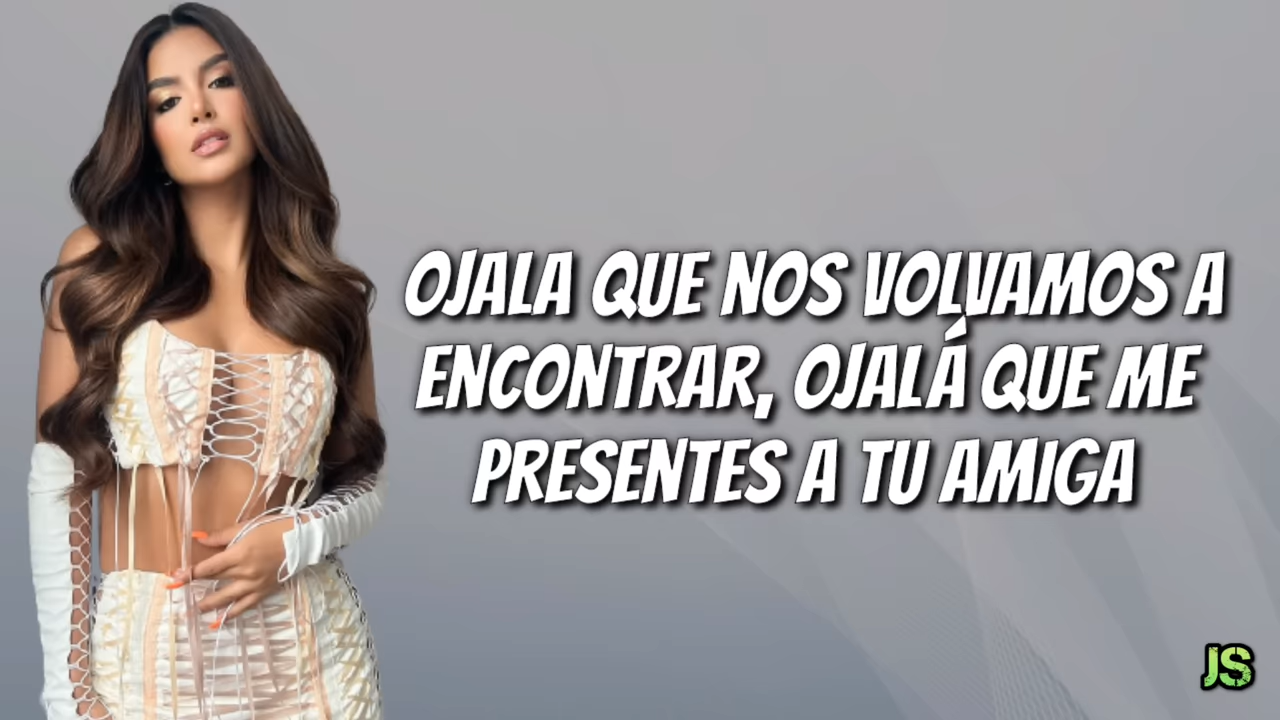 OJALA QUE NOS VOLVAMOS A
ENCONTRAR, OJALÁ QUE ME
PRESENTES A TU AMIGA
JS